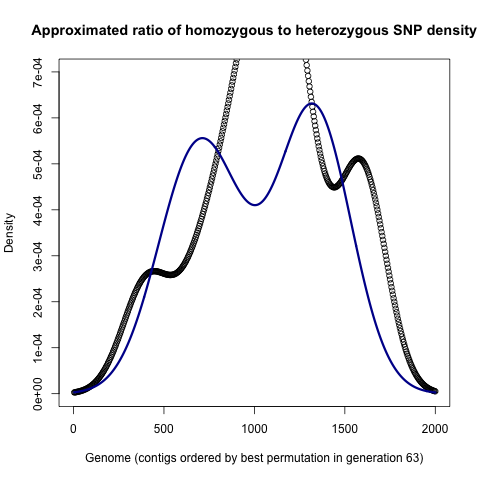 Approximated ratio of homozygous to heterozygous SNP density
7e-04
6e-04
5e-04
4e-04
3e-04
2e-04
1e-04
0e+00
Density
0 500 1000 1500 2000
Genome (contigs ordered by best permutation in generation 63)